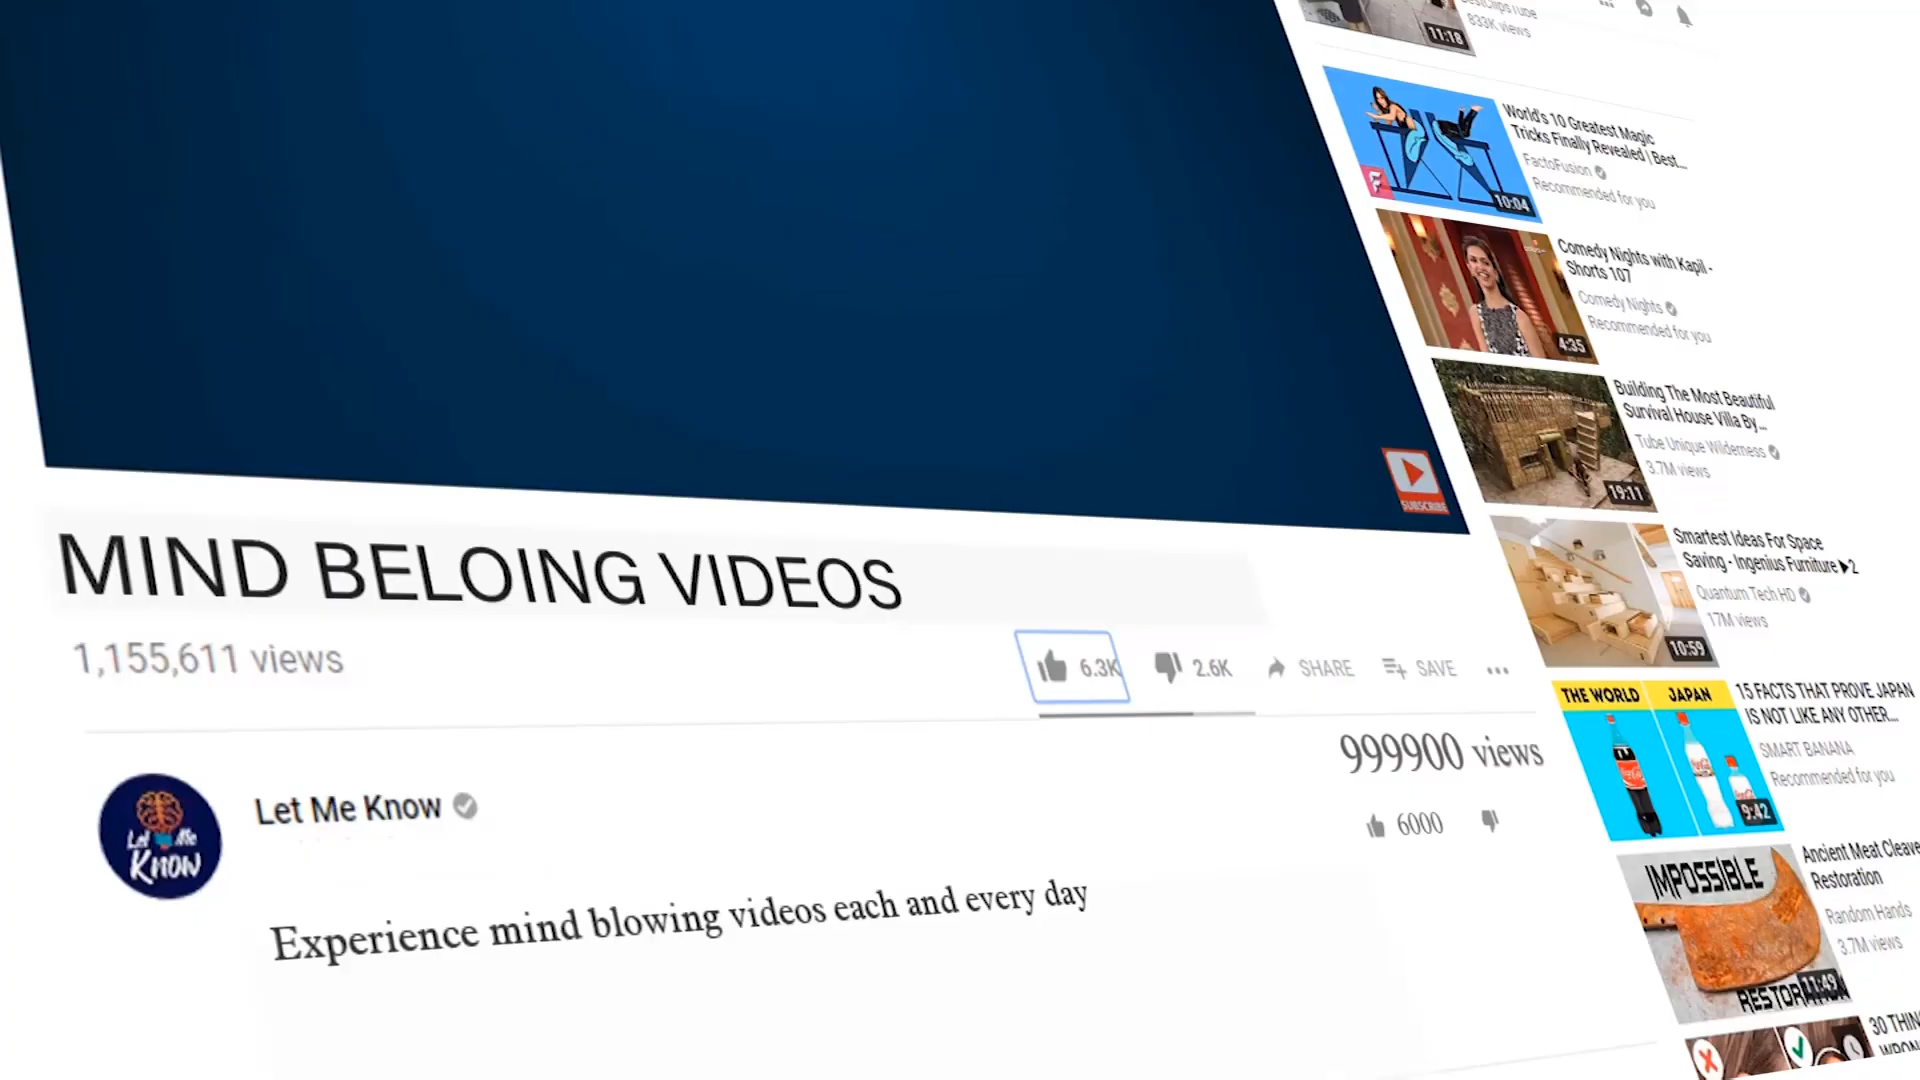 BestClipsTube
833K views
11:18
World's 10 Greatest Magic
Tricks Finally Revealed | Best...
FactoFusion
Recommended for you
10:04
Comedy Nights with Kapil -
Shorts 107
Comedy Nights
Recommended for you
4:35
Building The Most Beautiful
Survival House Villa By...
Tube Unique Wilderness
3.7M views
19:11
SUBSCRIBE
MIND BELOING VIDEOS
1,155,611 views
6.3K
2.6K
SHARE
SAVE
Smartest Ideas For Space
Saving - Ingenius Furniture ▶2
Quantum Tech HD
17M views
10:59
THE WORLD
JAPAN
15 FACTS THAT PROVE JAPAN
IS NOT LIKE ANY OTHER...
SMART BANANA
Recommended for you
9:42
999900 views
6000
Let Me Know
Let Me
Know
Experience mind blowing videos each and every day
IMPOSSIBLE
RESTORATION
11:49
Ancient Meat Cleave
Restoration
Random Hands
3.7M views
30 THIN
WRON